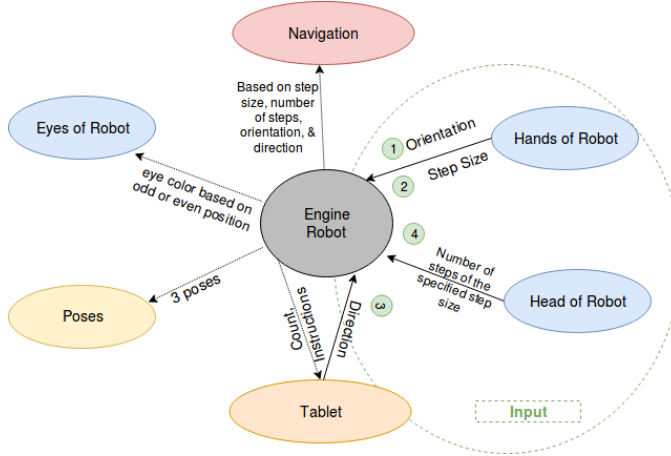 Navigation
Based on step
size, number
of steps,
orientation, &
direction
Eyes of Robot
eye color based on
odd or even position
1
Orientation
Step Size
2
Hands of Robot
Engine
Robot
4
Number of
steps of the
specified step
size
Head of Robot
3 poses
Poses
Count
Instructions
Direction
3
Tablet
Input